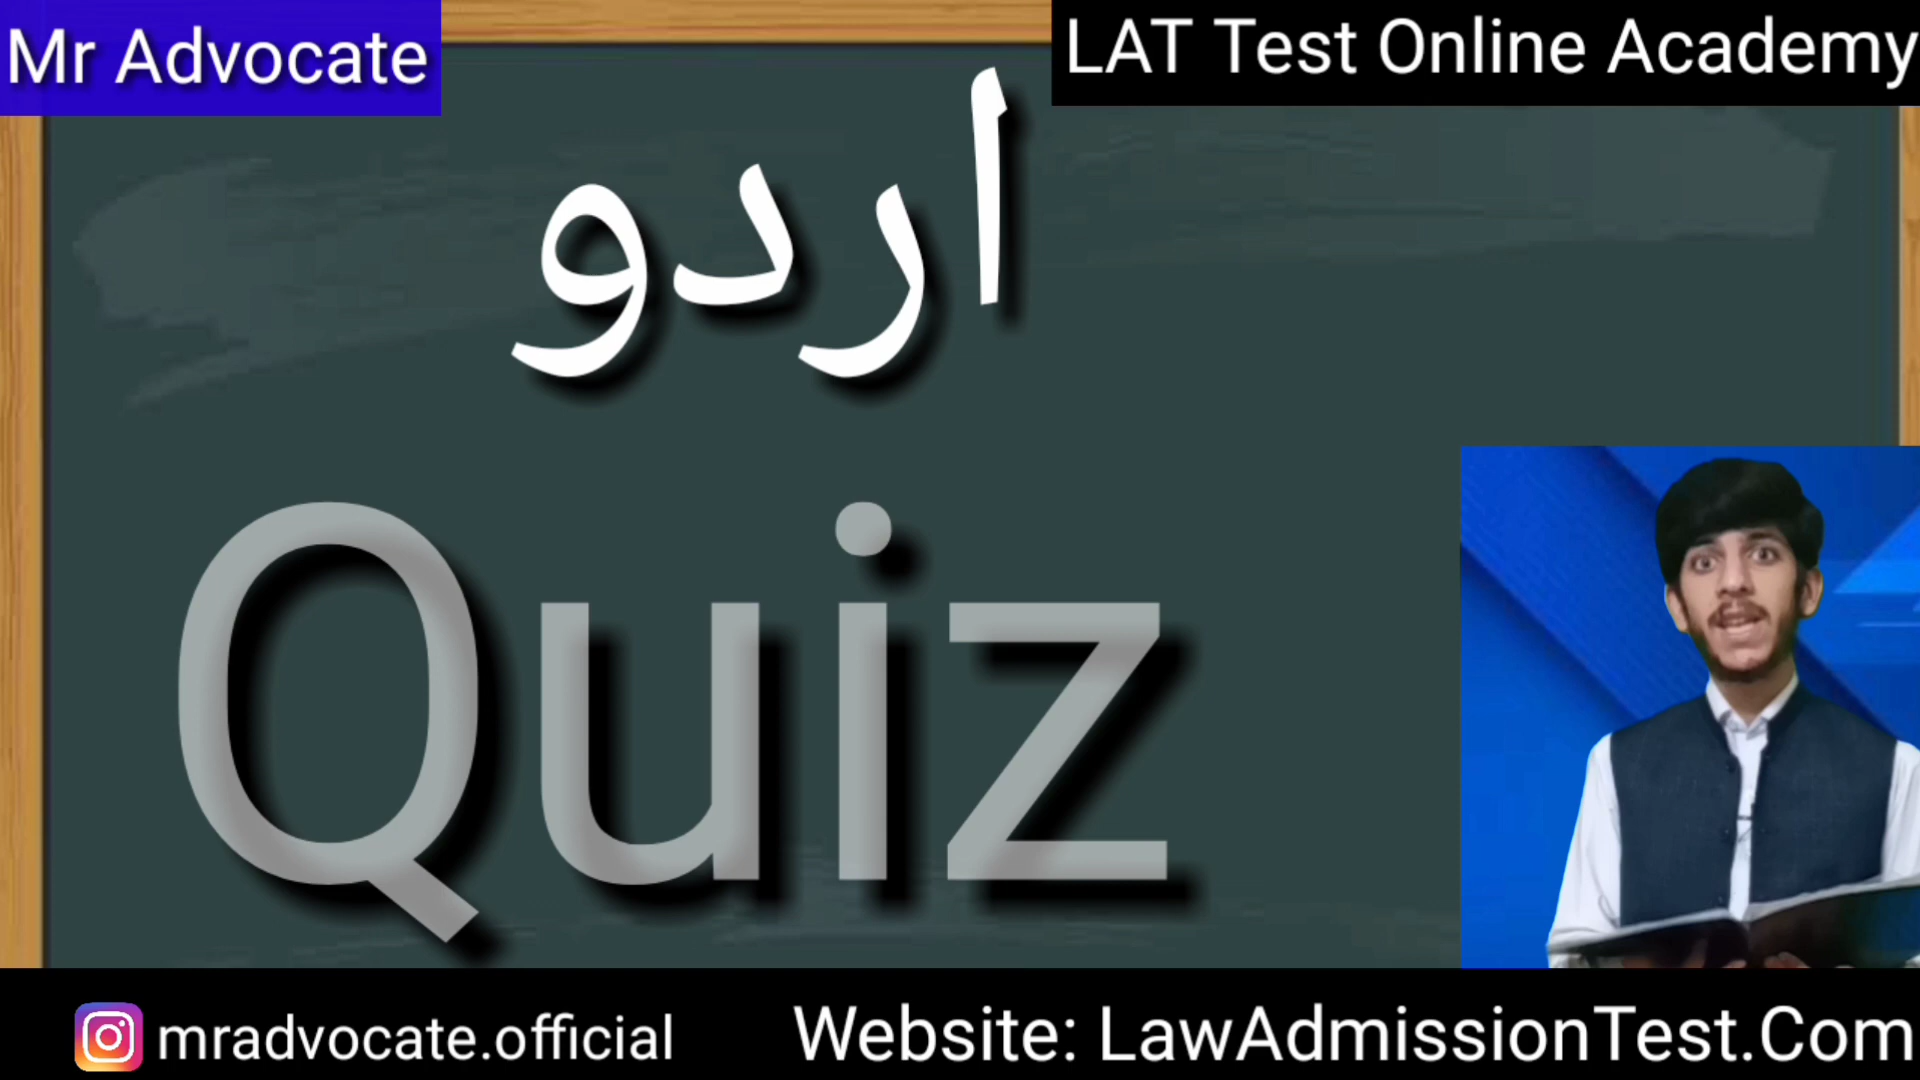 Mr Advocate
LAT Test Online Academy
اردو
Quiz
mradvocate.official
Website: LawAdmissionTest.Com